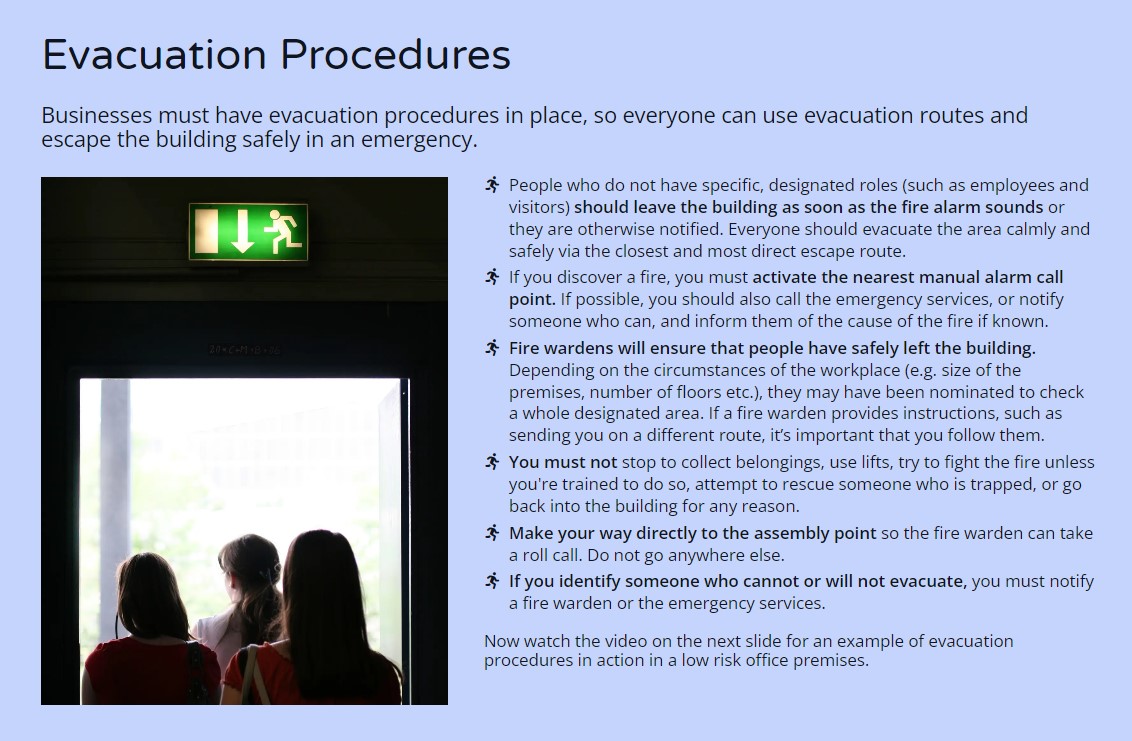 Evacuation Procedures
Businesses must have evacuation procedures in place, so everyone can use evacuation routes and
escape the building safely in an emergency.
People who do not have specific, designated roles (such as employees and
visitors) should leave the building as soon as the fire alarm sounds or
they are otherwise notified. Everyone should evacuate the area calmly and
safely via the closest and most direct escape route.
If you discover a fire, you must activate the nearest manual alarm call
point. If possible, you should also call the emergency services, or notify
someone who can, and inform them of the cause of the fire if known.
Fire wardens will ensure that people have safely left the building.
Depending on the circumstances of the workplace (e.g. size of the
premises, number of floors etc.), they may have been nominated to check
a whole designated area. If a fire warden provides instructions, such as
sending you on a different route, it’s important that you follow them.
You must not stop to collect belongings, use lifts, try to fight the fire unless
you're trained to do so, attempt to rescue someone who is trapped, or go
back into the building for any reason.
Make your way directly to the assembly point so the fire warden can take
a roll call. Do not go anywhere else.
If you identify someone who cannot or will not evacuate, you must notify
a fire warden or the emergency services.
Now watch the video on the next slide for an example of evacuation
procedures in action in a low risk office premises.